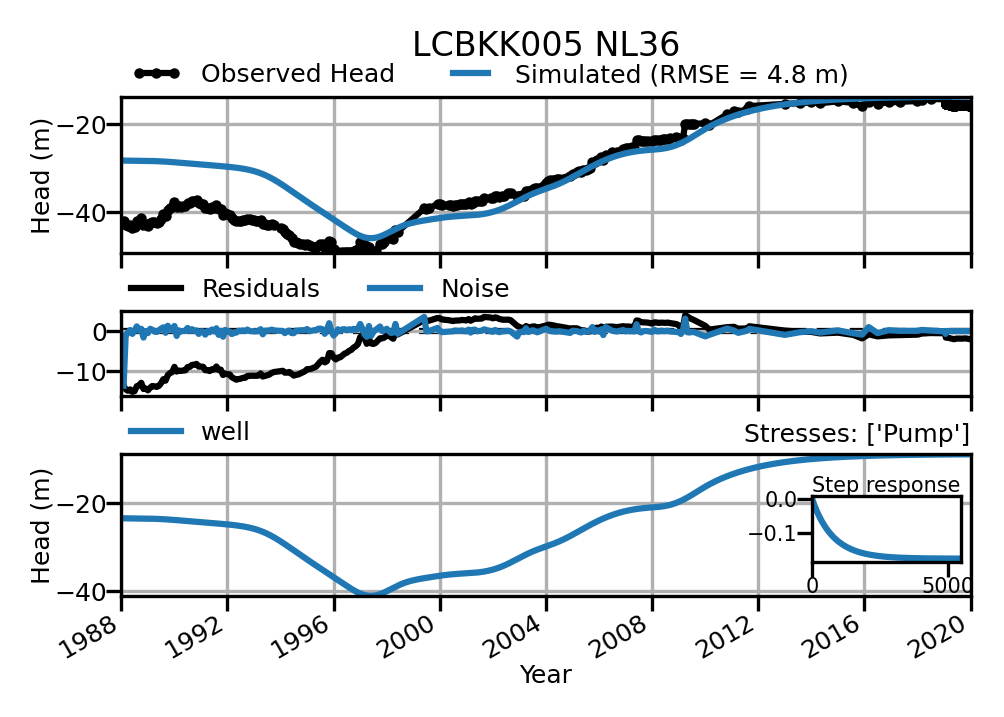 LCBKK005 NL36
Observed Head
Simulated (RMSE = 4.8 m)
Head (m)
−20
−40
Residuals
Noise
0
−10
well
Stresses: ['Pump']
Head (m)
−20
−40
Step response
0.0
−0.1
0
5000
1988
1992
1996
2000
2004
2008
2012
2016
2020
Year